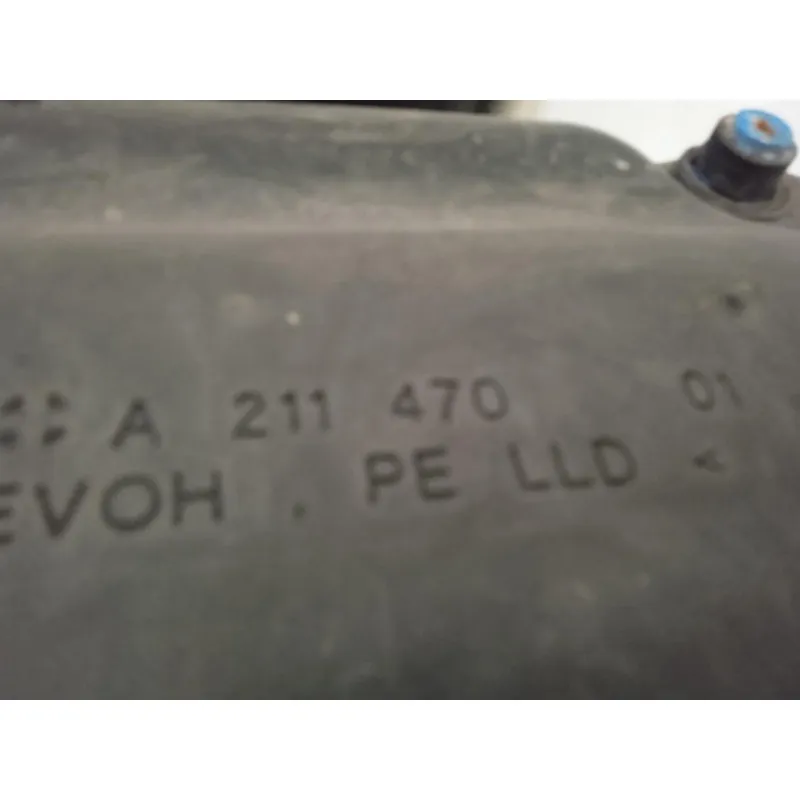 A 211 470 01
EVOH . PE LLD <